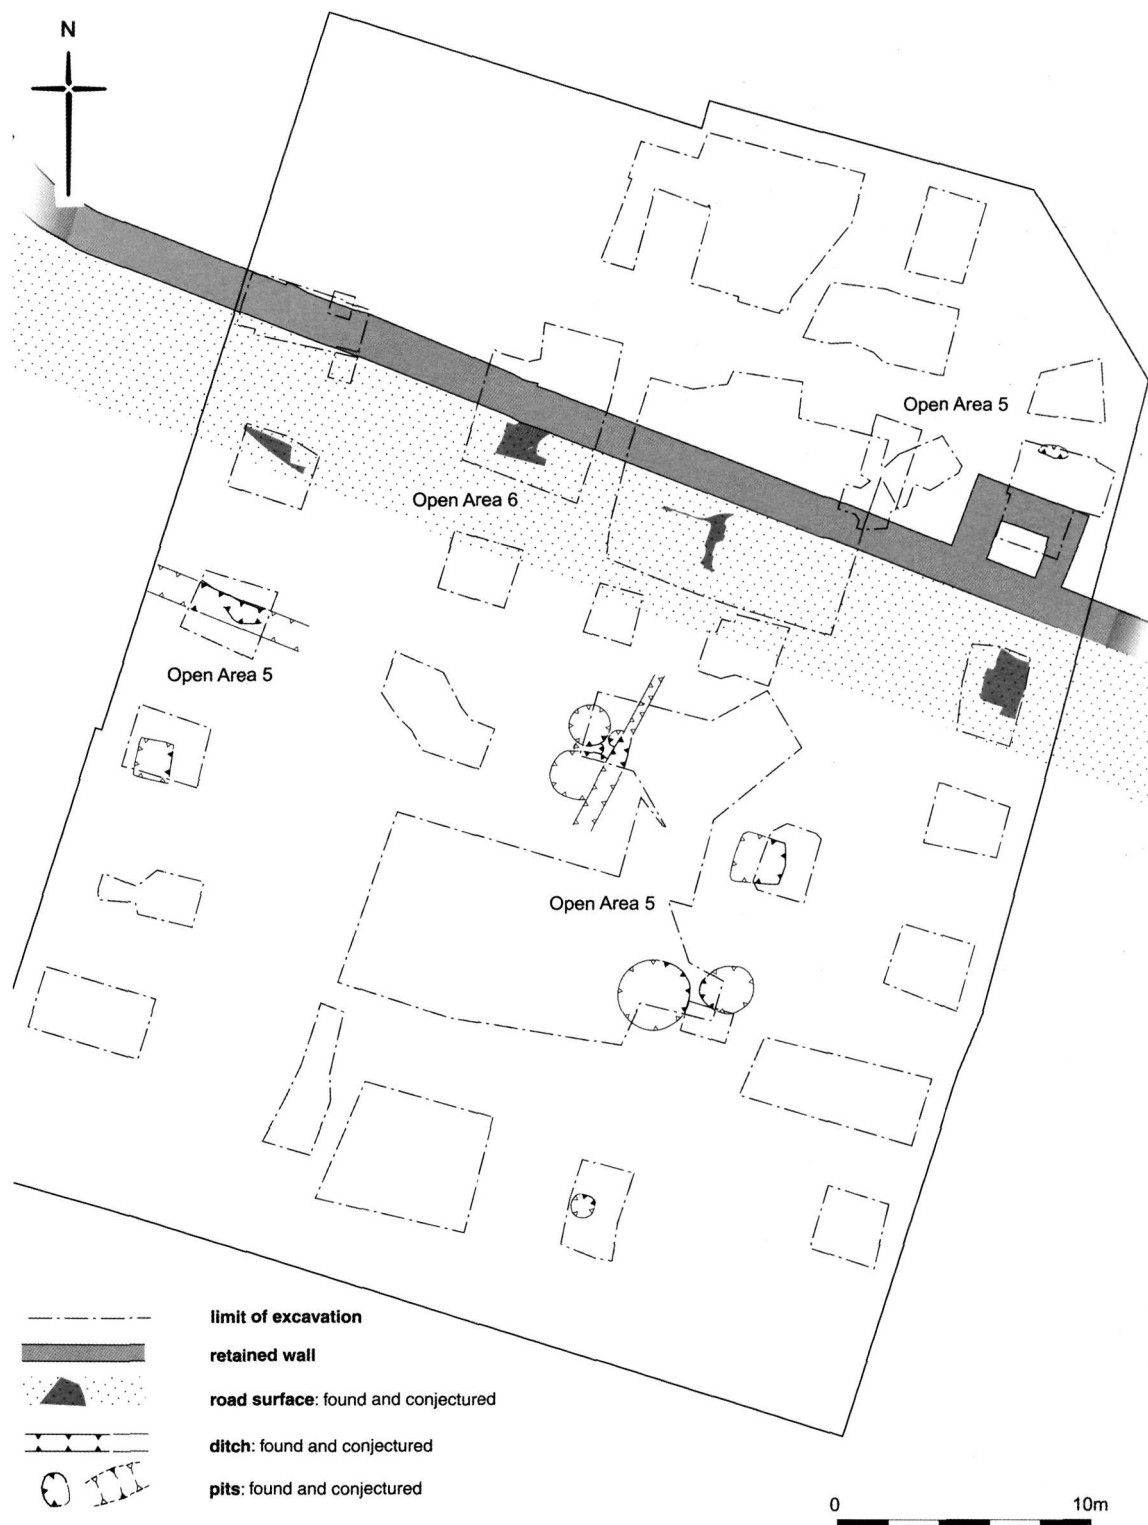 N
Open Area 5
Open Area 6
Open Area 5
Open Area 5
limit of excavation
retained wall
road surface: found and conjectured
ditch: found and conjectured
pits: found and conjectured
0 10m